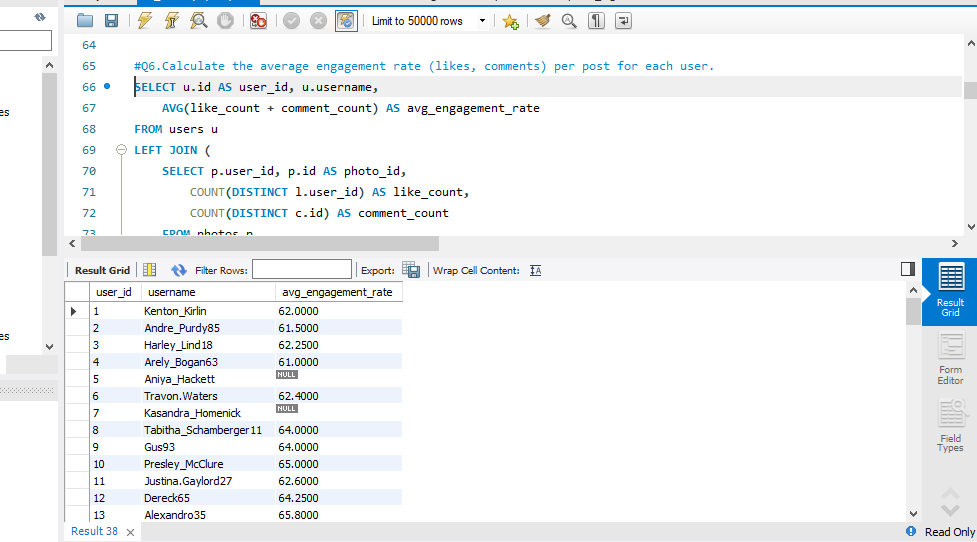 Limit to 50000 rows
64
65 #Q6.Calculate the average engagement rate (likes, comments) per post for each user.
66 SELECT u.id AS user_id, u.username,
67 AVG(like_count + comment_count) AS avg_engagement_rate
68 FROM users u
69 LEFT JOIN (
70 SELECT p.user_id, p.id AS photo_id,
71 COUNT(DISTINCT l.user_id) AS like_count,
72 COUNT(DISTINCT c.id) AS comment_count
73 FROM photos p
es
es
Result Grid Filter Rows: Export: Wrap Cell Content: IA
user_id username avg_engagement_rate
1 Kenton_Kirlin 62.0000
2 Andre_Purdy85 61.5000
3 Harley_Lind18 62.2500
4 Arely_Bogan63 61.0000
5 Aniya_Hackett NULL
6 Travon.Waters 62.4000
7 Kasandra_Homenick NULL
8 Tabitha_Schamberger11 64.0000
9 Gus93 64.0000
10 Presley_McClure 65.0000
11 Justina.Gaylord27 62.6000
12 Dereck65 64.2500
13 Alexandro35 65.8000
Result
Grid
Form
Editor
Field
Types
Result 38
Read Only